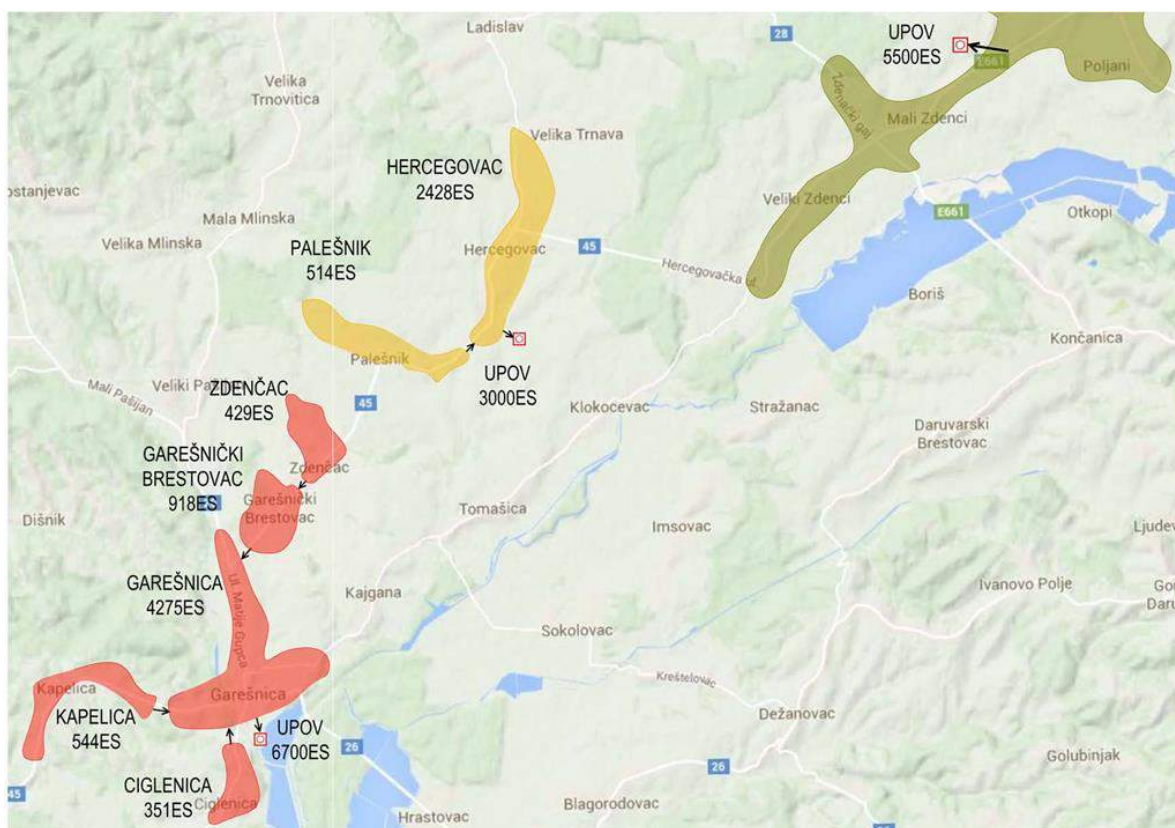 Ladislav
28
UPOV
5500ES
E661
Poljani
Velika
Trnovitica
Zdenački gaj
Mali Zdenci
Velika Trnava
HERCEGOVAC
2428ES
ostanjevac
Veliki Zdenci
E661
Otkopi
Mala Mlinska
Velika Mlinska
PALEŠNIK
514ES
Hercegovac
45
Hercegovačka ul.
Boriš
Končanica
Palešnik
Mali Pašijan
UPOV
3000ES
Veliki
ZDENČAC
429ES
45
Klokocevac
Stražanac
Daruvarski
Brestovac
GAREŠNIČKI
BRESTOVAC
918ES
Zdenčac
Garešnički
Brestovac
Dišnik
Tomašica
Imsovac
Ljudev
GAREŠNICA
4275ES
Ul. Matije Gupca
Kajgana
Ivanovo Polje
Go
Daru
Sokolovac
Kreštelovac
Kapelica
Garešnica
KAPELICA
544ES
UPOV
6700ES
Dežanovac
26
26
Golubinjak
CIGLENICA
351ES
Ciglenica
45
Hrastovac
Blagorodovac